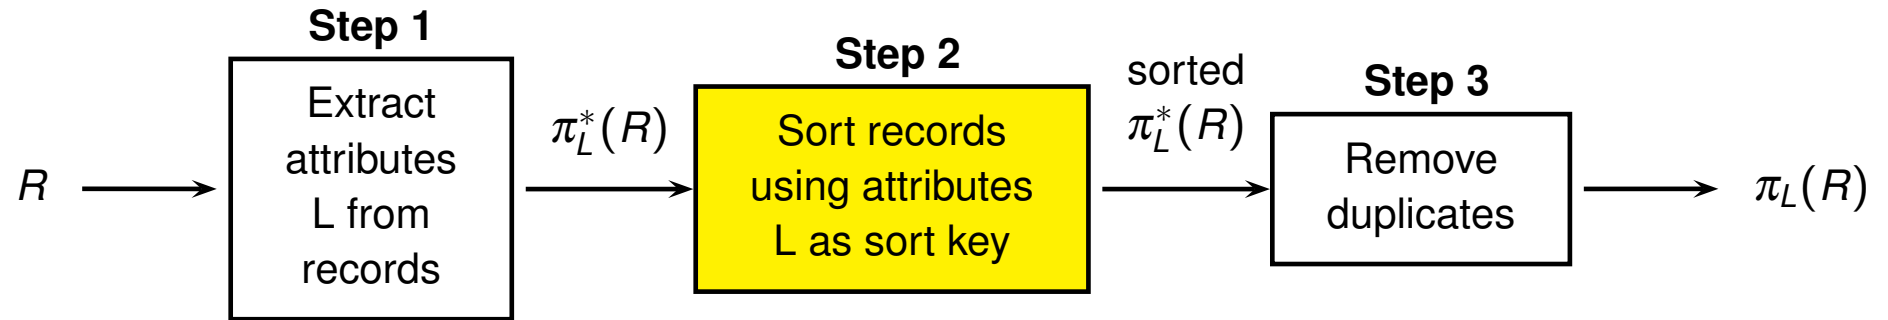 R
Step 1
Extract
attributes
L from
records
π*L(R)
Step 2
Sort records
using attributes
L as sort key
sorted
π*L(R)
Step 3
Remove
duplicates
πL(R)